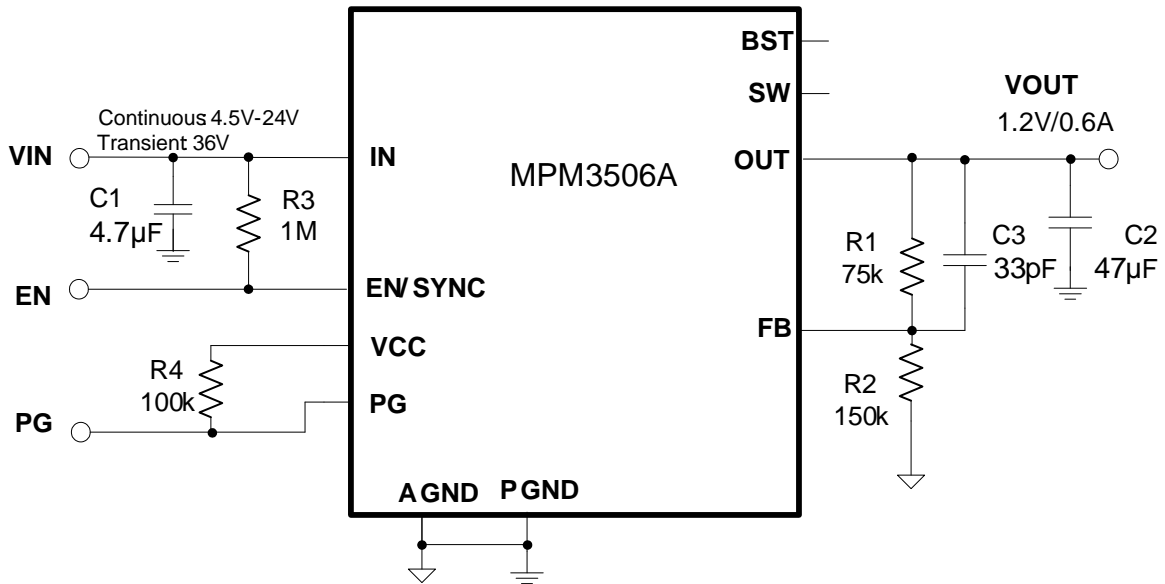 BST
SW
VOUT
1.2V/0.6A
Continuous: 4.5V-24V
Transient: 36V
VIN
IN
MPM3506A
OUT
C1
4.7µF
R3
1M
R1
75k
C3
33pF
C2
47µF
EN
EN/SYNC
FB
VCC
R4
100k
PG
PG
R2
150k
AGND
PGND